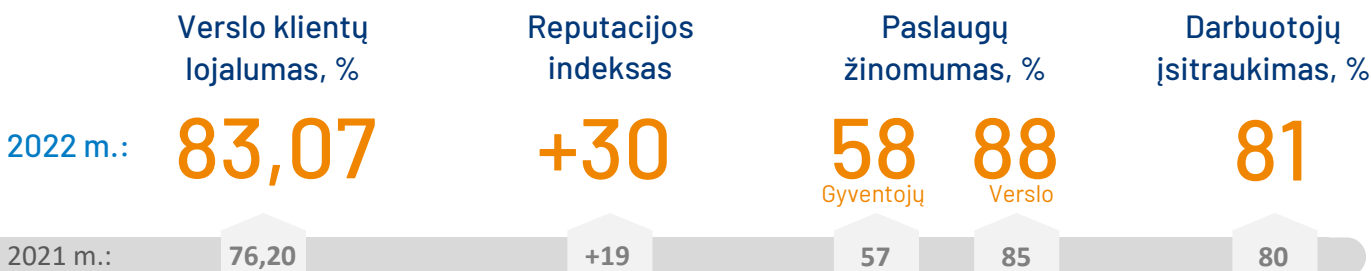 Verslo klientų
lojalumas, %
Reputacijos
indeksas
Paslaugų
žinomumas, %
Darbuotojų
įsitraukimas, %
2022 m.: 83,07 +30 58 88 81
Gyventojų Verslo
2021 m.: 76,20 +19 57 85 80